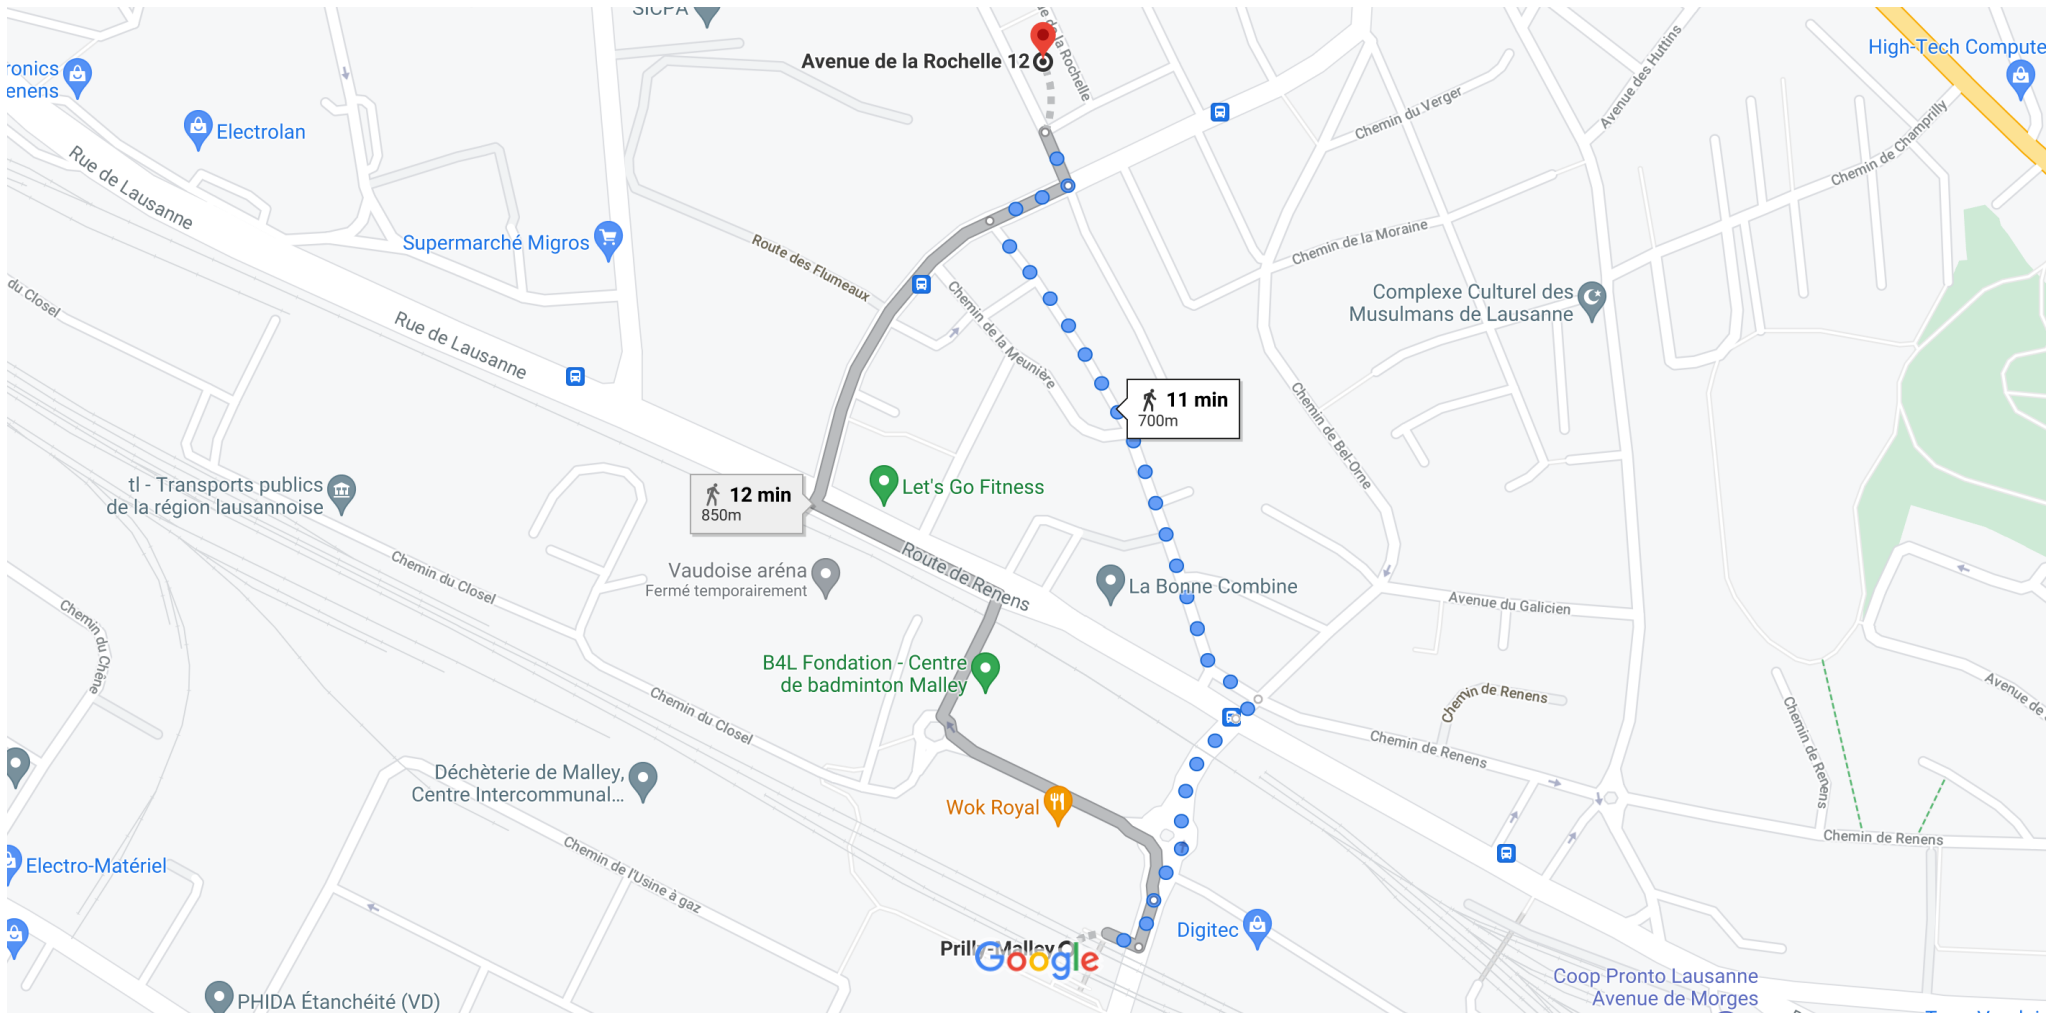 SICPA
Avenue de la Rochelle 12
de la Rochelle
High-Tech Compute
ronics
enens
Electrolan
Avenue des Huttins
Chemin du Verger
Chemin de Champrilly
Rue de Lausanne
Supermarché Migros
Route des Flumeaux
Chemin de la Moraine
du Closel
Chemin de la Meunière
Complexe Culturel des
Musulmans de Lausanne
Rue de Lausanne
11 min
700m
Chemin de Bel-Orne
tl - Transports publics
de la région lausannoise
12 min
850m
Let's Go Fitness
Route de Renens
Chemin du Closel
Vaudoise aréna
Fermé temporairement
La Bonne Combine
Avenue du Galicien
Chemin du Chêne
B4L Fondation - Centre
de badminton Malley
Chemin de Renens
Avenue de
Chemin du Closel
Chemin de Renens
Chemin de Renens
Déchèterie de Malley,
Centre Intercommunal...
Wok Royal
Chemin de Renens
Electro-Matériel
Chemin de l'Usine à gaz
Digitec
Prilly-Malley
Google
PHIDA Étanchéité (VD)
Coop Pronto Lausanne
Avenue de Morges